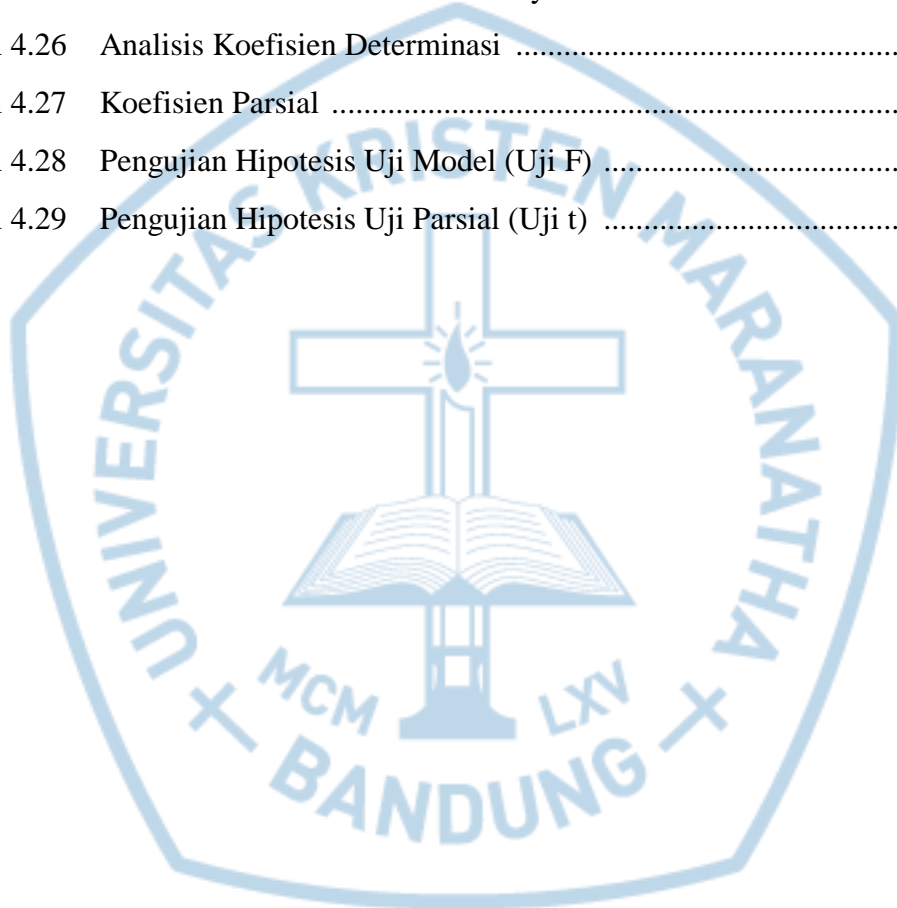 4.26 Analisis Koefisien Determinasi ................................................
4.27 Koefisien Parsial ................................................................
4.28 Pengujian Hipotesis Uji Model (Uji F) .....................................
4.29 Pengujian Hipotesis Uji Parsial (Uji t) .....................................
UNIVERSITAS KRISTEN MARANATHA
MCM LXV
BANDUNG